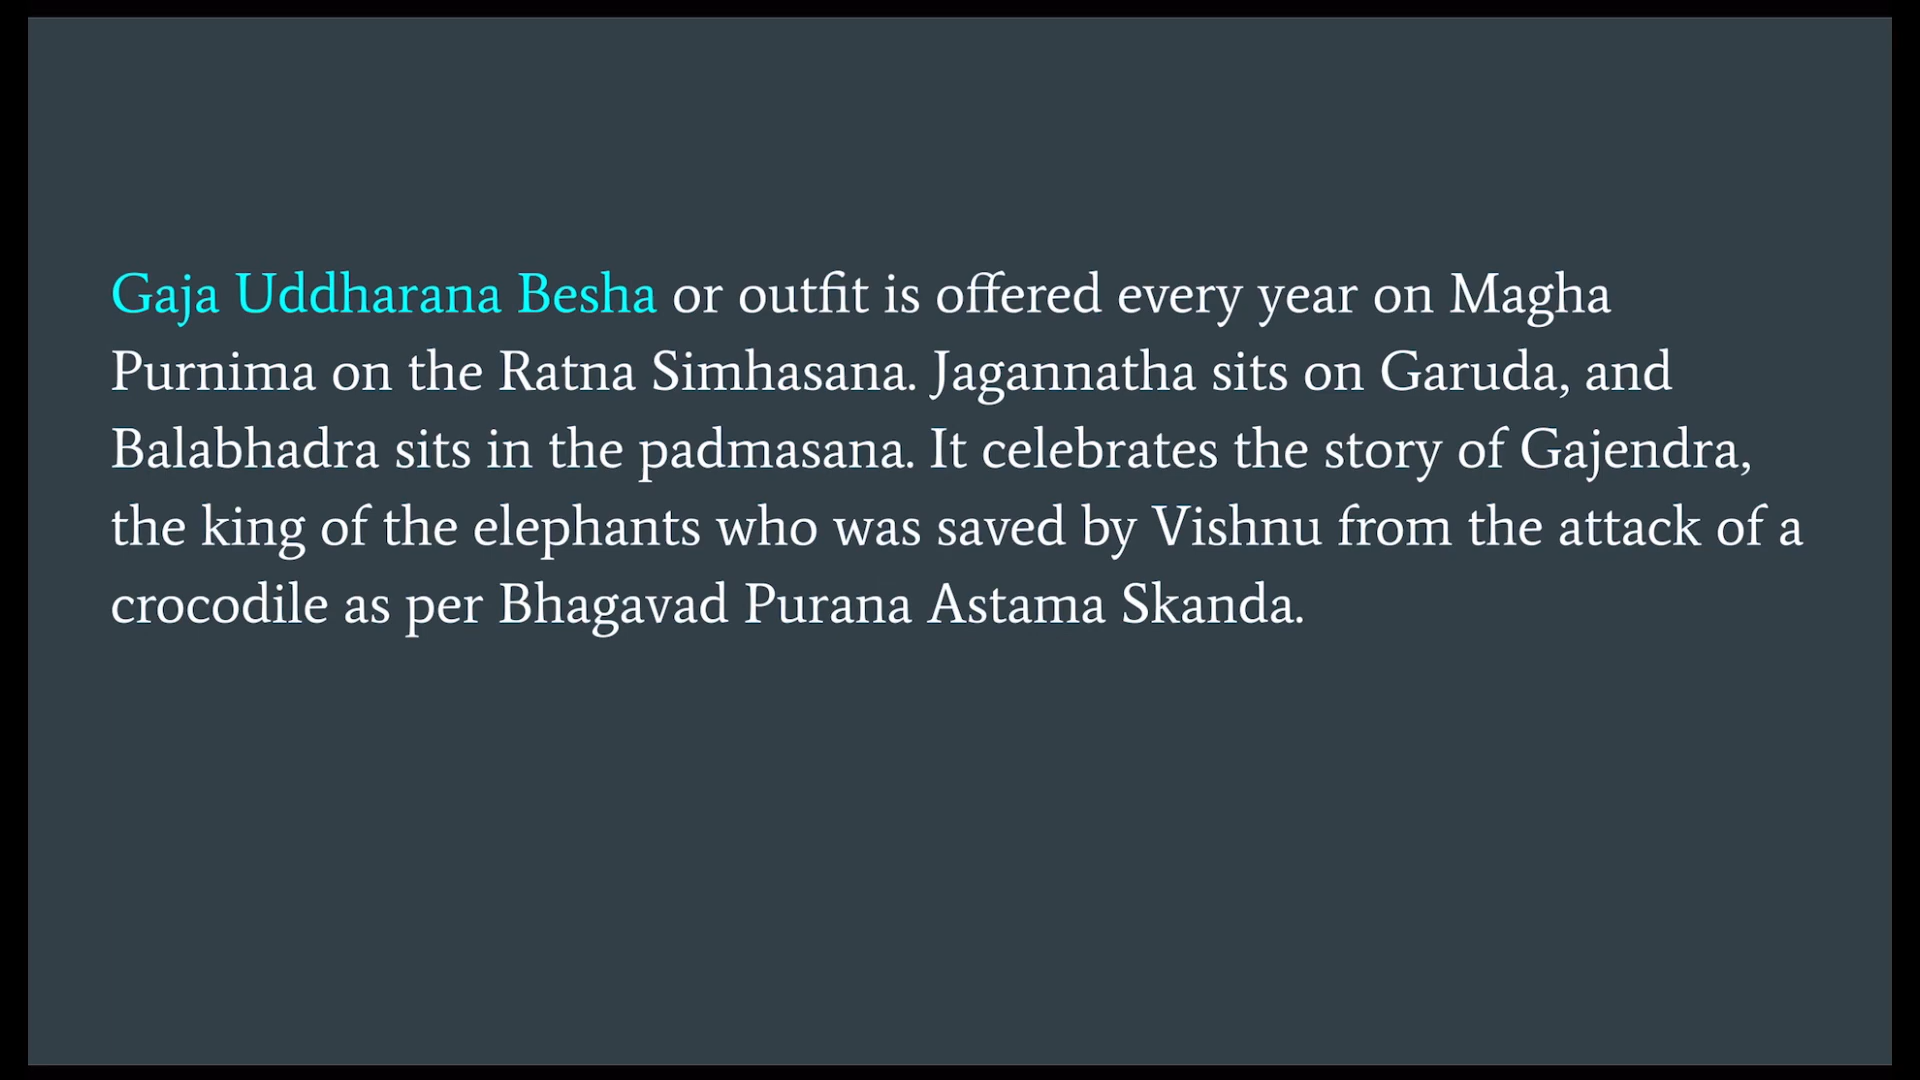 Gaja Uddharana Besha or outfit is offered every year on Magha
Purnima on the Ratna Simhasana. Jagannatha sits on Garuda, and
Balabhadra sits in the padmasana. It celebrates the story of Gajendra,
the king of the elephants who was saved by Vishnu from the attack of a
crocodile as per Bhagavad Purana Astama Skanda.